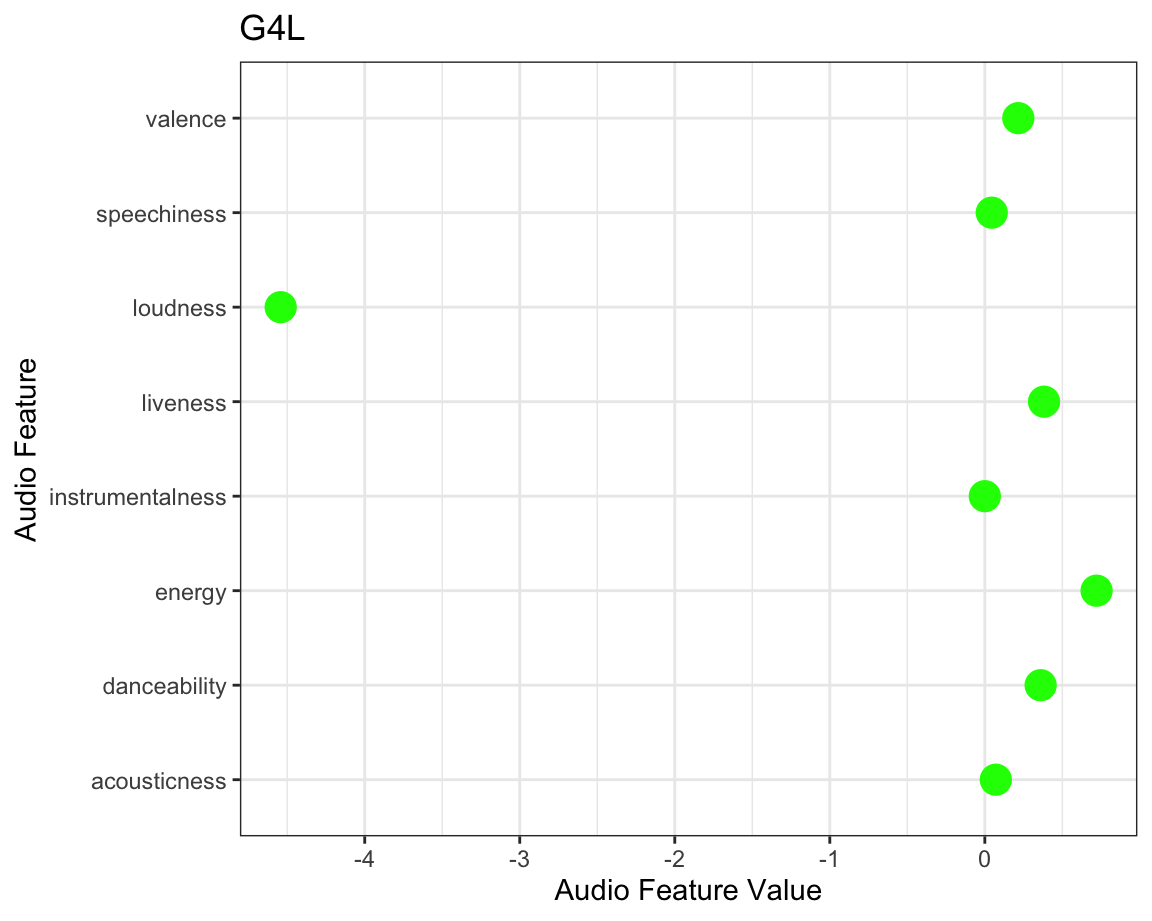 G4L
valence
speechiness
loudness
liveness
instrumentalness
energy
danceability
acousticness
Audio Feature
-4 -3 -2 -1 0
Audio Feature Value